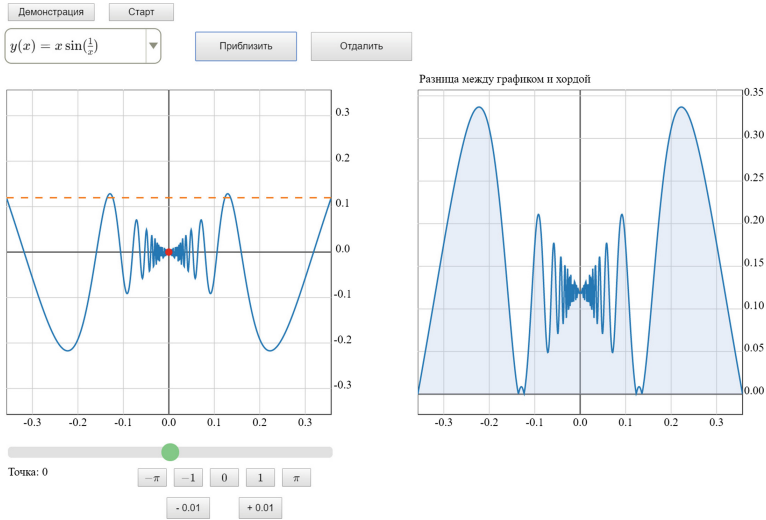 Демонстрация Старт
y(x) = x sin(1/x) Приблизить Отдалить
Разница между графиком и хордой
0.3
0.2
0.1
0.0
-0.1
-0.2
-0.3
-0.3 -0.2 -0.1 0.0 0.1 0.2 0.3
0.35
0.30
0.25
0.20
0.15
0.10
0.05
0.00
-0.3 -0.2 -0.1 0.0 0.1 0.2 0.3
Точка: 0
−π −1 0 1 π
- 0.01 + 0.01